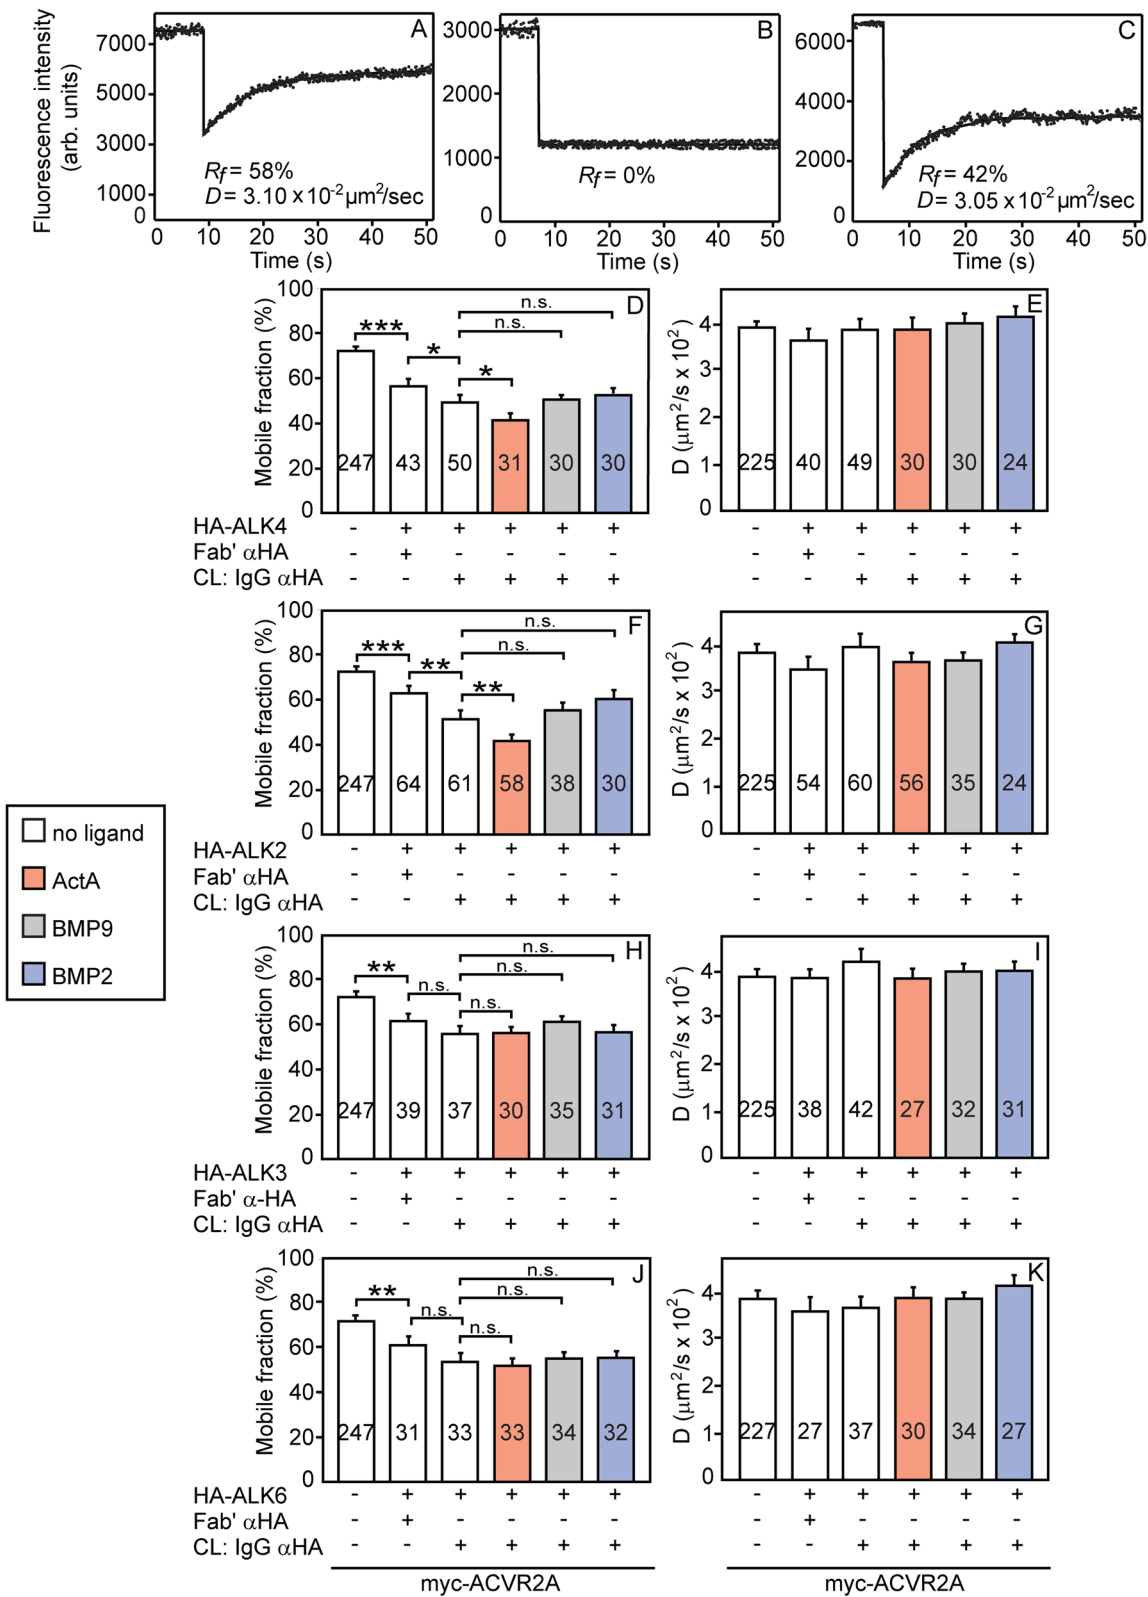 Fluorescence intensity
(arb. units)
A
7000
5000
3000
1000
0
Rf = 58%
D = 3.10 x10-2 μm2/sec
0 10 20 30 40 50
Time (s)
B
3000
2000
1000
0
Rf = 0%
0 10 20 30 40 50
Time (s)
C
6000
4000
2000
0
Rf = 42%
D = 3.05 x10-2 μm2/sec
0 10 20 30 40 50
Time (s)
D
Mobile fraction (%)
100
80
60
40
20
0
n.s.
n.s.
***
*
*
247 43 50 31 30 30
E
D (μm2/s x 102)
4
3
2
1
0
225 40 49 30 30 24
HA-ALK4 - + + + + + - + + + + +
Fab' αHA - + - - - - - + - - - -
CL: IgG αHA - - + + + + - - + + + +
F
Mobile fraction (%)
100
80
60
40
20
0
n.s.
n.s.
***
**
**
247 64 61 58 38 30
G
D (μm2/s x 102)
4
3
2
1
0
225 54 60 56 35 24
HA-ALK2 - + + + + + - + + + + +
Fab' αHA - + - - - - - + - - - -
CL: IgG αHA - - + + + + - - + + + +
no ligand
ActA
BMP9
BMP2
H
Mobile fraction (%)
100
80
60
40
20
0
n.s.
n.s.
**
n.s.
n.s.
247 39 37 30 35 31
I
D (μm2/s x 102)
4
3
2
1
0
225 38 42 27 32 31
HA-ALK3 - + + + + + - + + + + +
Fab' α-HA - + - - - - - + - - - -
CL: IgG αHA - - + + + + - - + + + +
J
Mobile fraction (%)
100
80
60
40
20
0
n.s.
n.s.
**
n.s.
n.s.
247 31 33 33 34 32
K
D (μm2/s x 102)
4
3
2
1
0
227 27 37 30 34 27
HA-ALK6 - + + + + + - + + + + +
Fab' αHA - + - - - - - + - - - -
CL: IgG αHA - - + + + + - - + + + +
myc-ACVR2A
myc-ACVR2A